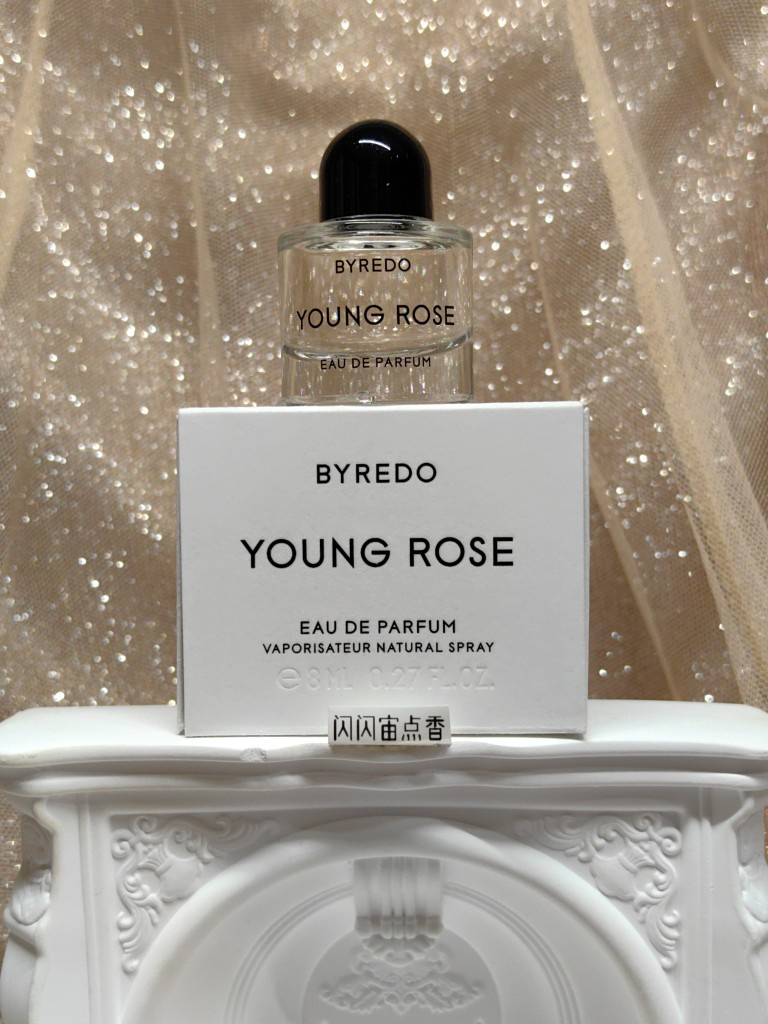 BYREDO
YOUNG ROSE
EAU DE PARFUM
BYREDO
YOUNG ROSE
EAU DE PARFUM
VAPORISATEUR NATURAL SPRAY
℮8 ML 0.27 FL.OZ.
闪闪宙点香